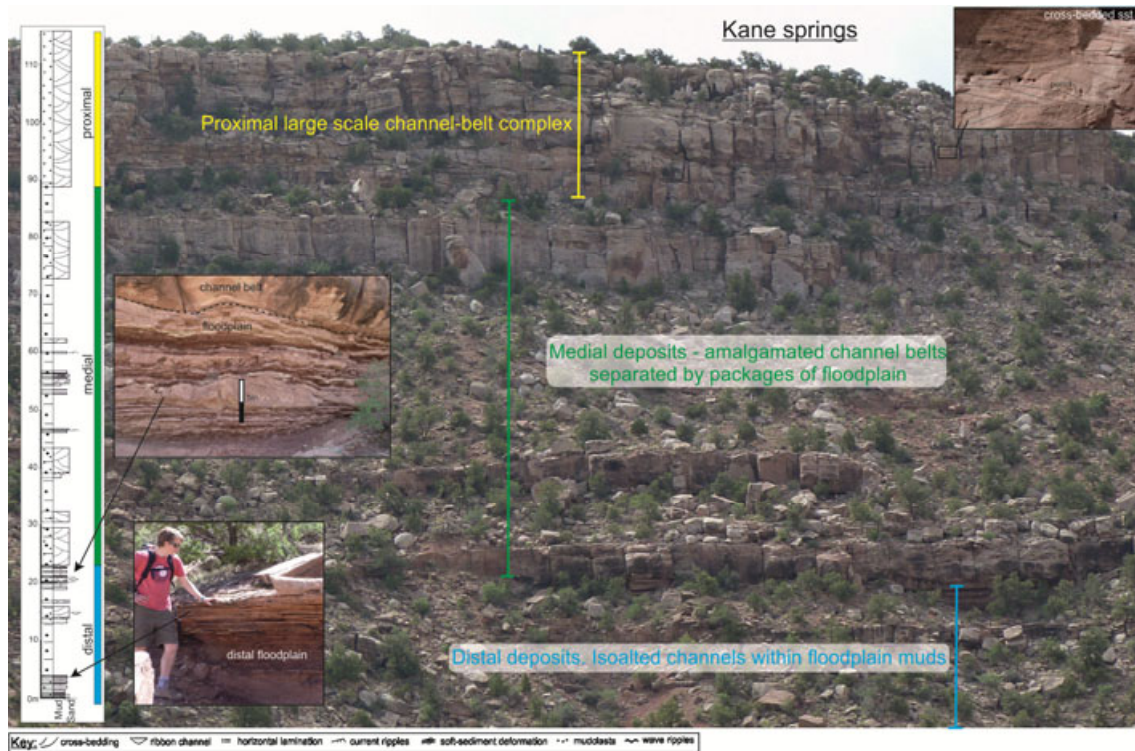 Kane springs
cross-bedded sst
Proximal large scale channel-belt complex
channel belt
floodplain
Medial deposits - amalgamated channel belts
separated by packages of floodplain
distal floodplain
Distal deposits. Isoalted channels within floodplain muds
110
100
90
80
70
60
50
40
30
20
10
0m
proximal
medial
distal
Mud
Sand
Key: cross-bedding ribbon channel horizontal lamination current ripples soft-sediment deformation mudclasts wave ripples